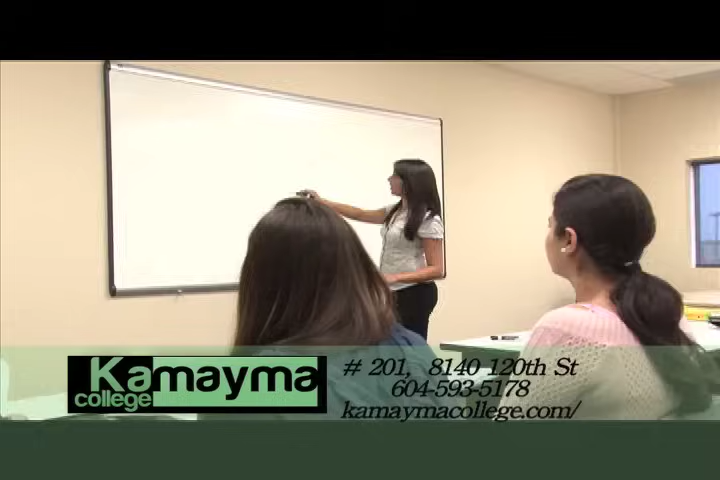 Kamayma
college
# 201, 8140 120th St
604-593-5178
kamaymacollege.com/